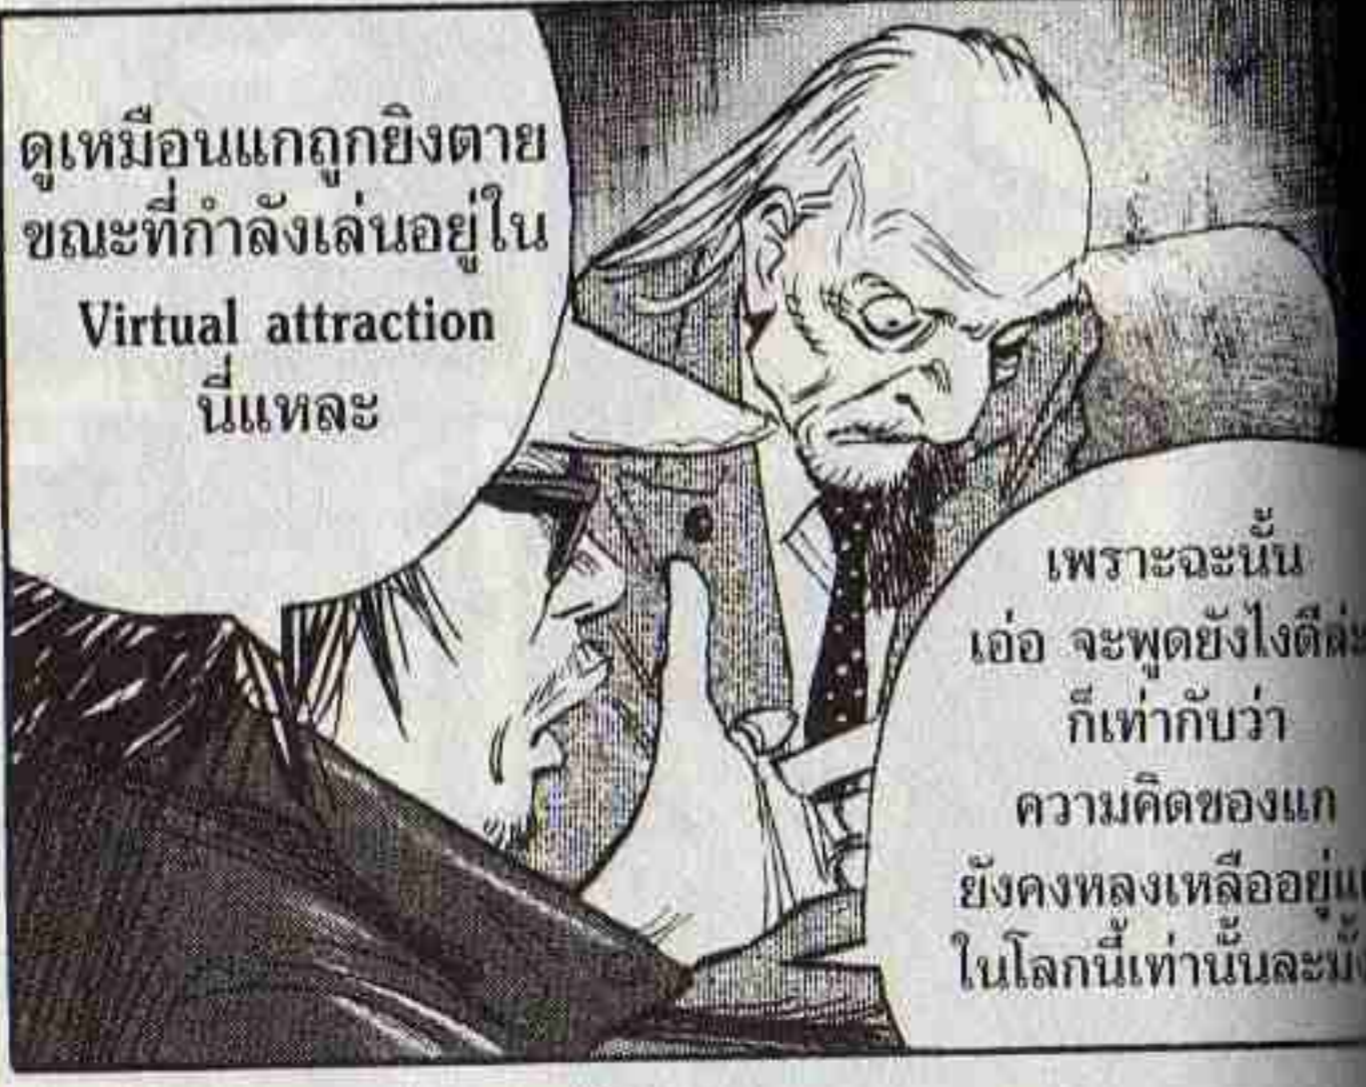 ดูเหมือนแกถูกยิงตาย
ขณะที่กำลังเล่นอยู่ใน
Virtual attraction
นี่แหละ
เพราะฉะนั้น
เอ่อ จะพูดยังไงดีล่ะ
ก็เท่ากับว่า
ความคิดของแก
ยังคงหลงเหลืออยู่
ในโลกนี้เท่านั้นละมั้ง